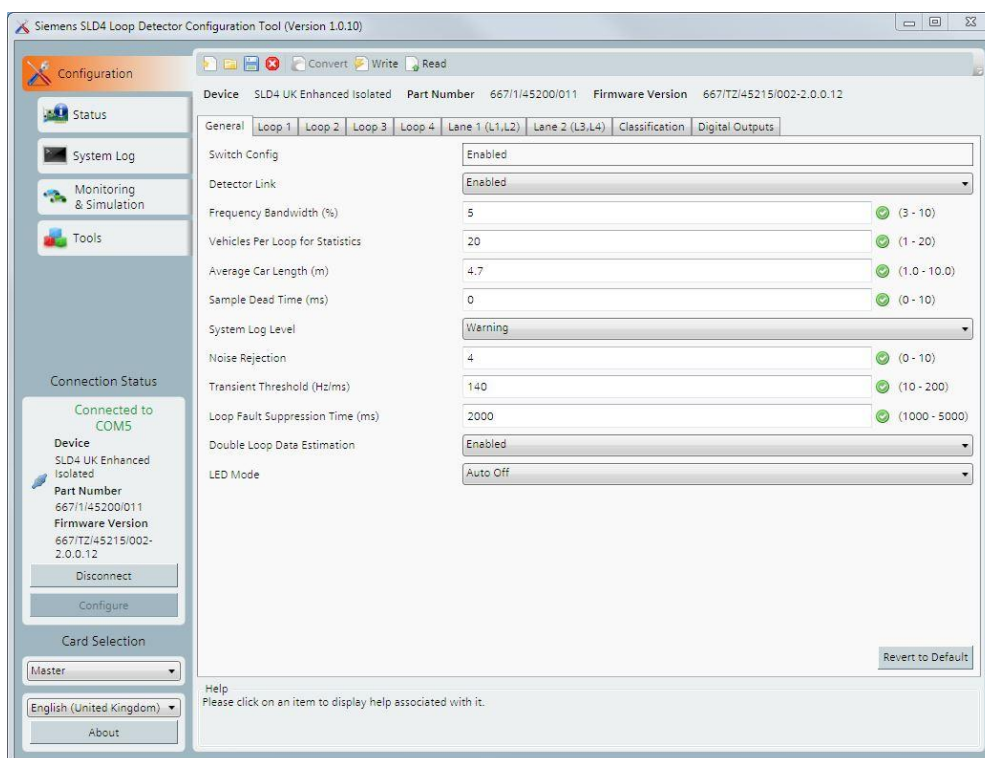 Siemens SLD4 Loop Detector Configuration Tool (Version 1.0.10)
Configuration
Status
System Log
Monitoring
& Simulation
Tools
Connection Status
Connected to
COM5
Device
SLD4 UK Enhanced
Isolated
Part Number
667/1/45200/011
Firmware Version
667/TZ/45215/002-
2.0.0.12
Disconnect
Configure
Card Selection
Master
English (United Kingdom)
About
Convert Write Read
Device SLD4 UK Enhanced Isolated Part Number 667/1/45200/011 Firmware Version 667/TZ/45215/002-2.0.0.12
General Loop 1 Loop 2 Loop 3 Loop 4 Lane 1 (L1,L2) Lane 2 (L3,L4) Classification Digital Outputs
Switch Config Enabled
Detector Link Enabled
Frequency Bandwidth (%) 5 (3 - 10)
Vehicles Per Loop for Statistics 20 (1 - 20)
Average Car Length (m) 4.7 (1.0 - 10.0)
Sample Dead Time (ms) 0 (0 - 10)
System Log Level Warning
Noise Rejection 4 (0 - 10)
Transient Threshold (Hz/ms) 140 (10 - 200)
Loop Fault Suppression Time (ms) 2000 (1000 - 5000)
Double Loop Data Estimation Enabled
LED Mode Auto Off
Revert to Default
Help
Please click on an item to display help associated with it.